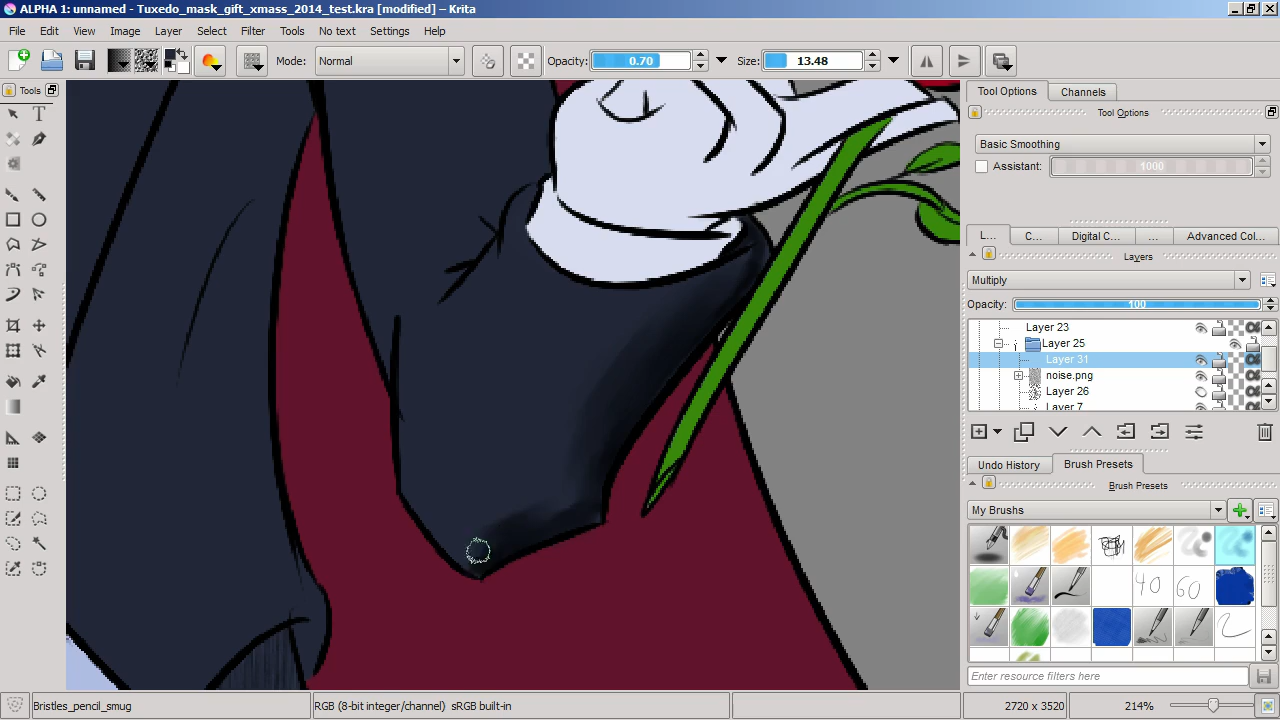 ALPHA 1: unnamed - Tuxedo_mask_gift_xmass_2014_test.kra [modified] – Krita
File Edit View Image Layer Select Filter Tools No text Settings Help
Mode: Normal Opacity: 0.70 Size: 13.48
Tools
Tool Options Channels
Tool Options
Basic Smoothing
Assistant: 1000
L... C... Digital C... ... Advanced Col...
Layers
Multiply
Opacity: 100
Layer 23
Layer 25
Layer 31
noise.png
Layer 26
Layer 7
Undo History Brush Presets
Brush Presets
My Brushes
40 60
Enter resource filters here
Bristles_pencil_smug RGB (8-bit integer/channel) sRGB built-in 2720 x 3520 214%